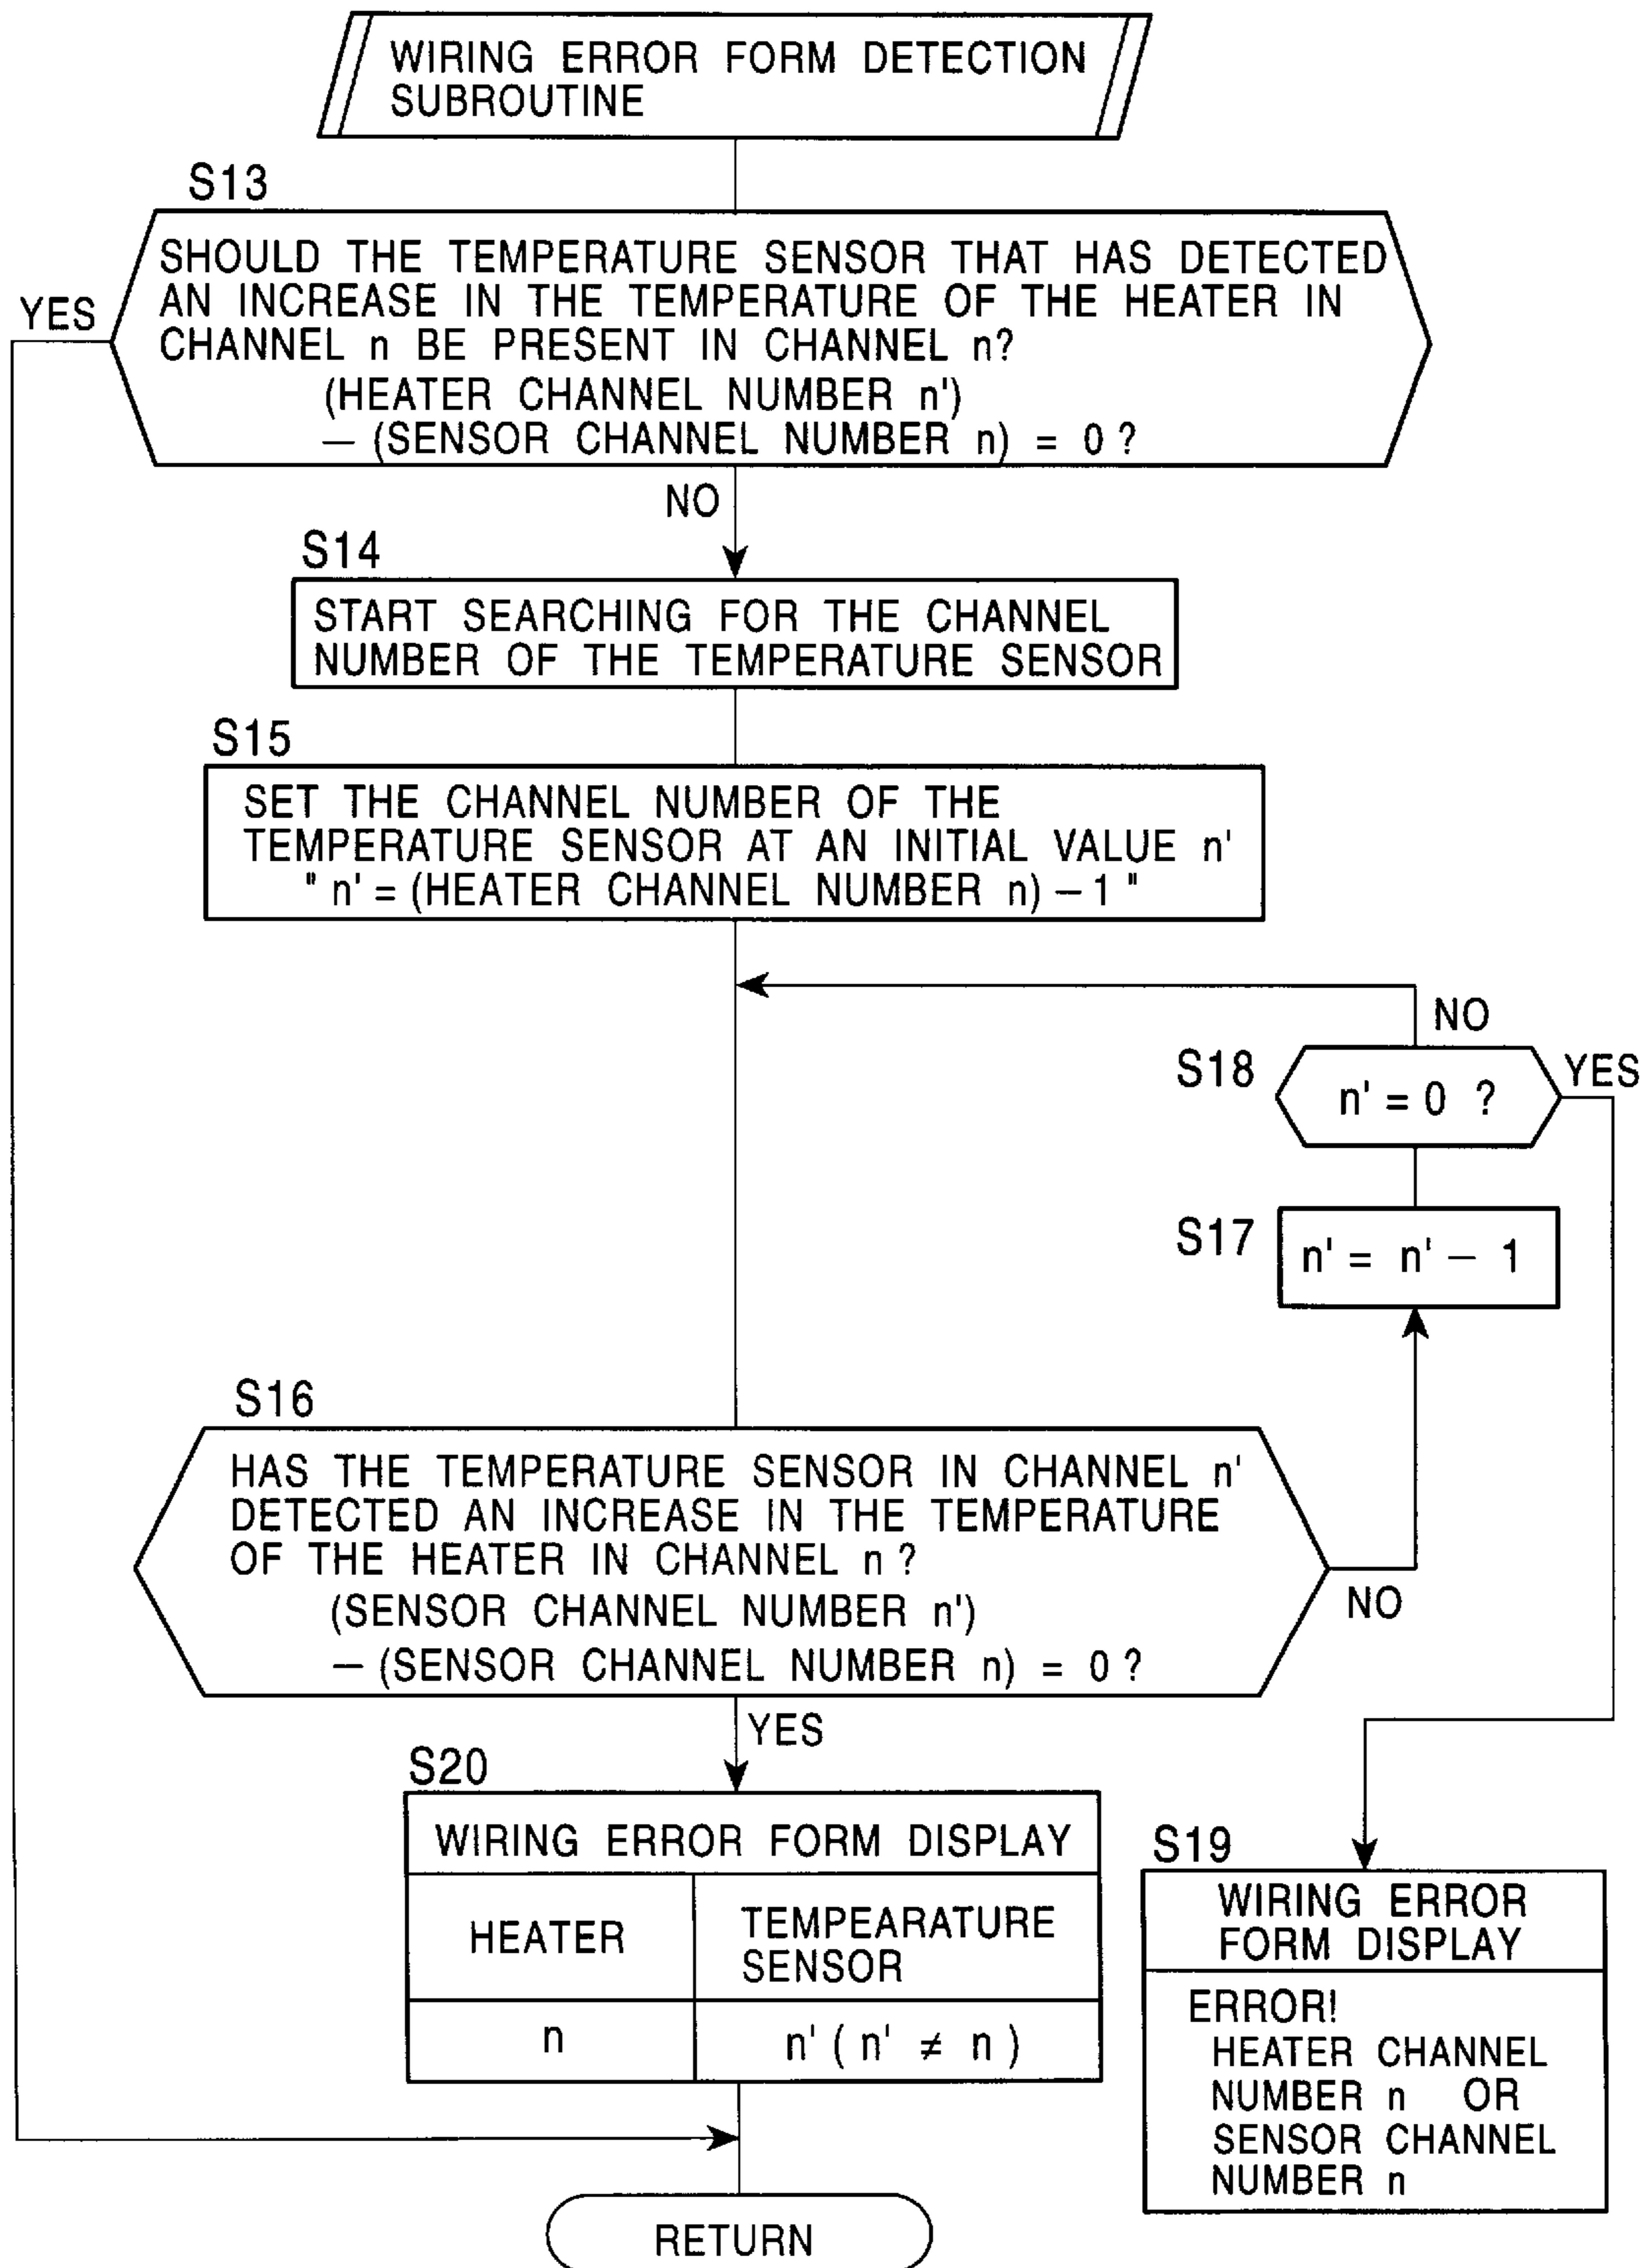 WIRING ERROR FORM DETECTION
SUBROUTINE
S13
SHOULD THE TEMPERATURE SENSOR THAT HAS DETECTED
AN INCREASE IN THE TEMPERATURE OF THE HEATER IN
CHANNEL n BE PRESENT IN CHANNEL n?
(HEATER CHANNEL NUMBER n')
— (SENSOR CHANNEL NUMBER n) = 0 ?
YES
NO
S14
START SEARCHING FOR THE CHANNEL
NUMBER OF THE TEMPERATURE SENSOR
S15
SET THE CHANNEL NUMBER OF THE
TEMPERATURE SENSOR AT AN INITIAL VALUE n'
" n' = (HEATER CHANNEL NUMBER n) — 1 "
NO
S18
n' = 0 ?
YES
S17
n' = n' — 1
S16
HAS THE TEMPERATURE SENSOR IN CHANNEL n'
DETECTED AN INCREASE IN THE TEMPERATURE
OF THE HEATER IN CHANNEL n ?
(SENSOR CHANNEL NUMBER n')
— (SENSOR CHANNEL NUMBER n) = 0 ?
NO
YES
S20
WIRING ERROR FORM DISPLAY
HEATER
TEMPEARATURE
SENSOR
n
n' ( n' ≠ n )
S19
WIRING ERROR
FORM DISPLAY
ERROR!
HEATER CHANNEL
NUMBER n OR
SENSOR CHANNEL
NUMBER n
RETURN